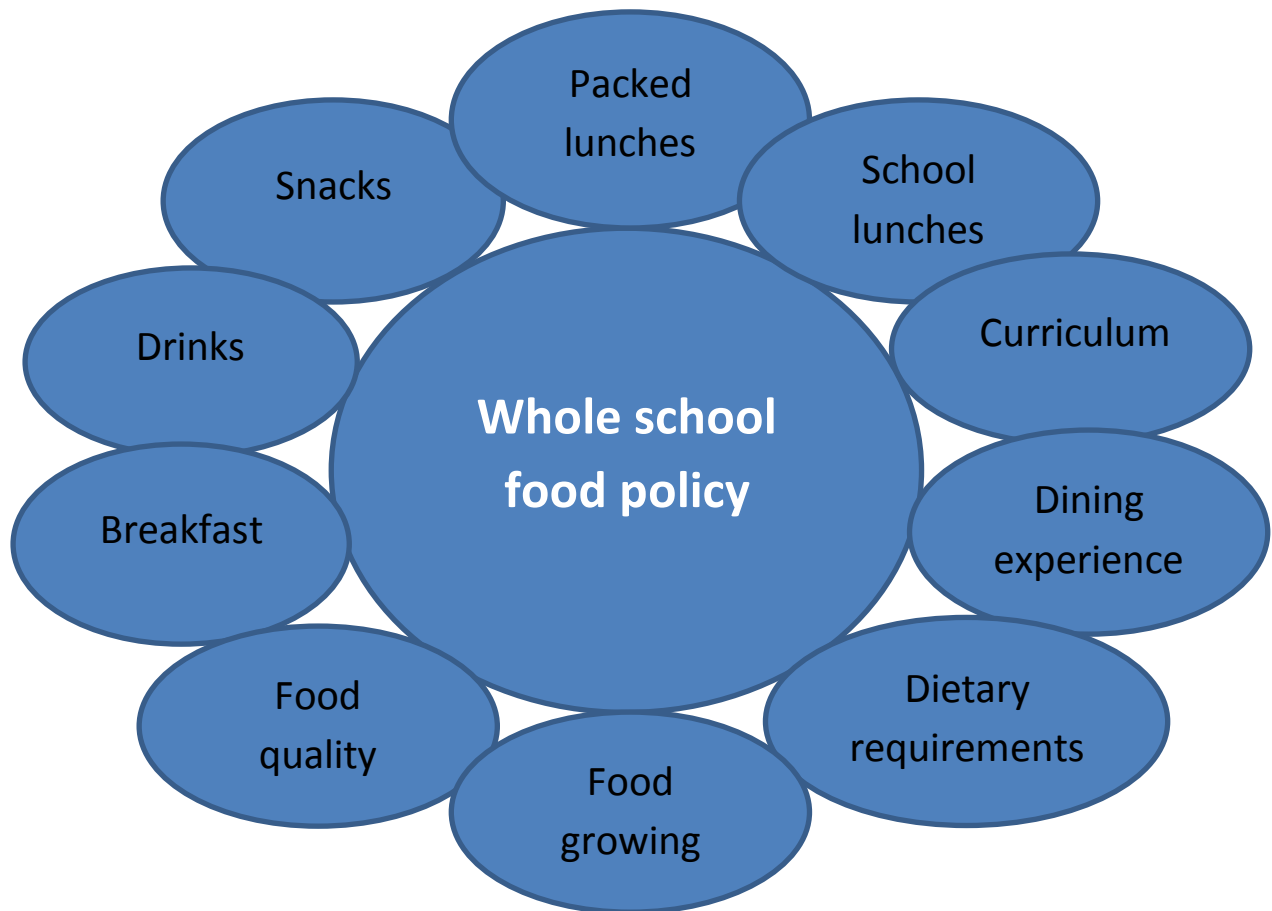 Packed
lunches
School
lunches
Curriculum
Dining
experience
Dietary
requirements
Food
growing
Food
quality
Breakfast
Drinks
Snacks
Whole school
food policy